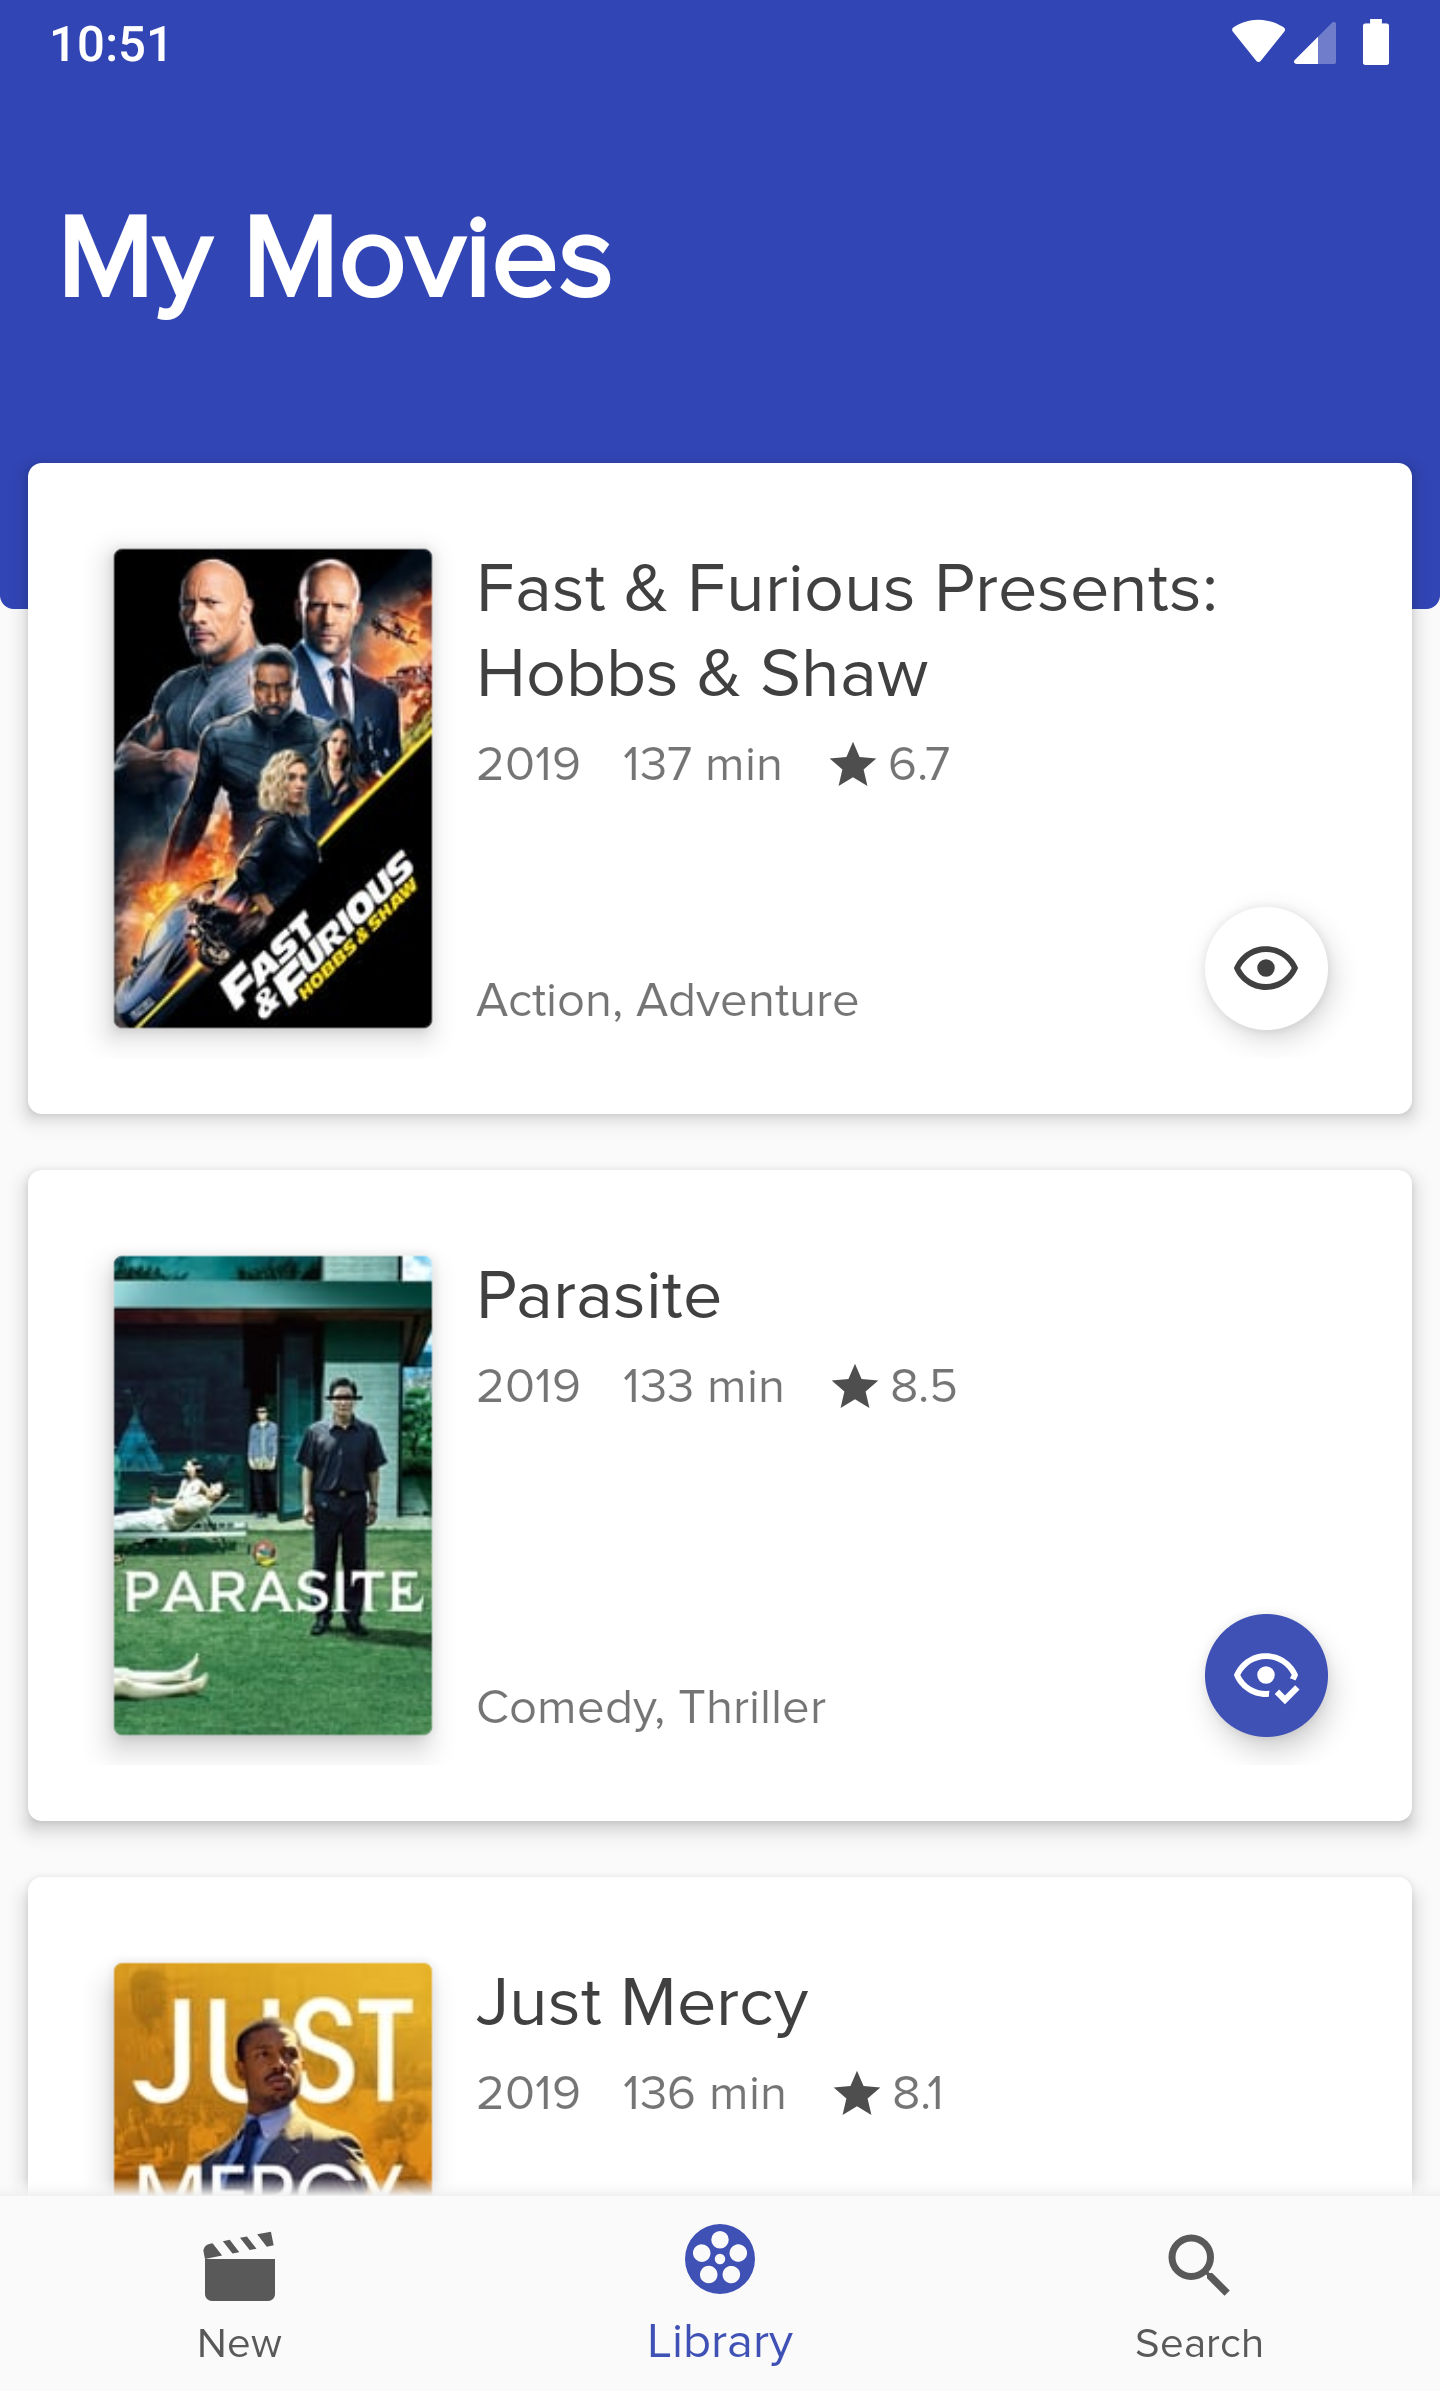 10:51
My Movies
Fast & Furious Presents:
Hobbs & Shaw
2019 137 min 6.7
FAST
& FURIOUS
HOBBS & SHAW
Action, Adventure
Parasite
2019 133 min 8.5
PARASITE
Comedy, Thriller
Just Mercy
2019 136 min 8.1
JUST
MERCY
New
Library
Search